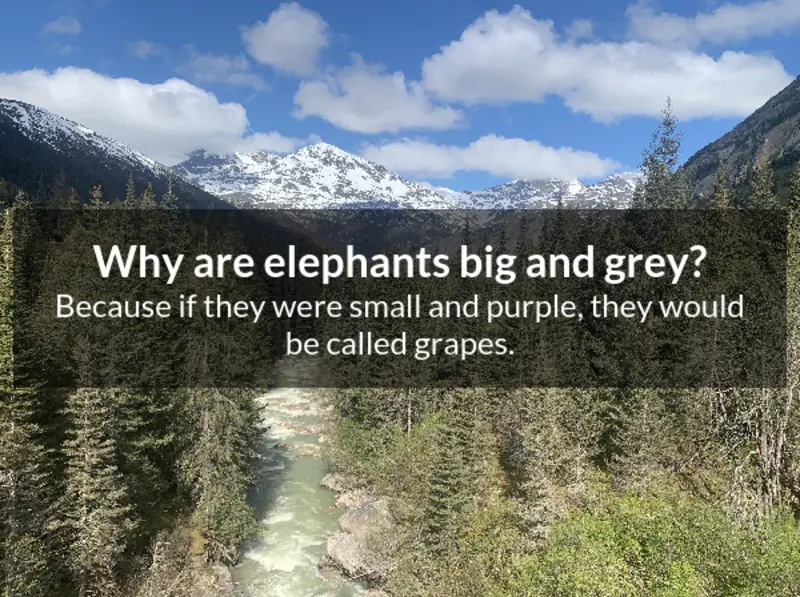 Why are elephants big and grey?
Because if they were small and purple, they would
be called grapes.